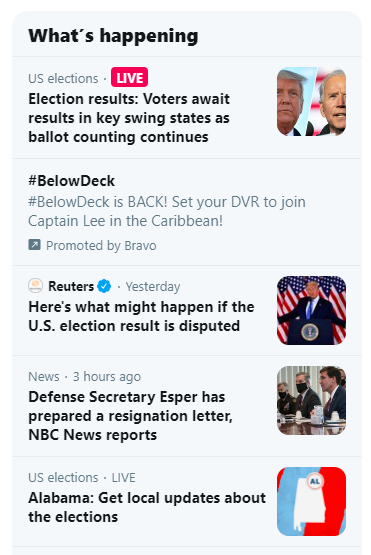 What´s happening
US elections · LIVE
Election results: Voters await
results in key swing states as
ballot counting continues
#BelowDeck
#BelowDeck is BACK! Set your DVR to join
Captain Lee in the Caribbean!
Promoted by Bravo
Reuters · Yesterday
Here's what might happen if the
U.S. election result is disputed
News · 3 hours ago
Defense Secretary Esper has
prepared a resignation letter,
NBC News reports
US elections · LIVE
Alabama: Get local updates about
the elections
AL